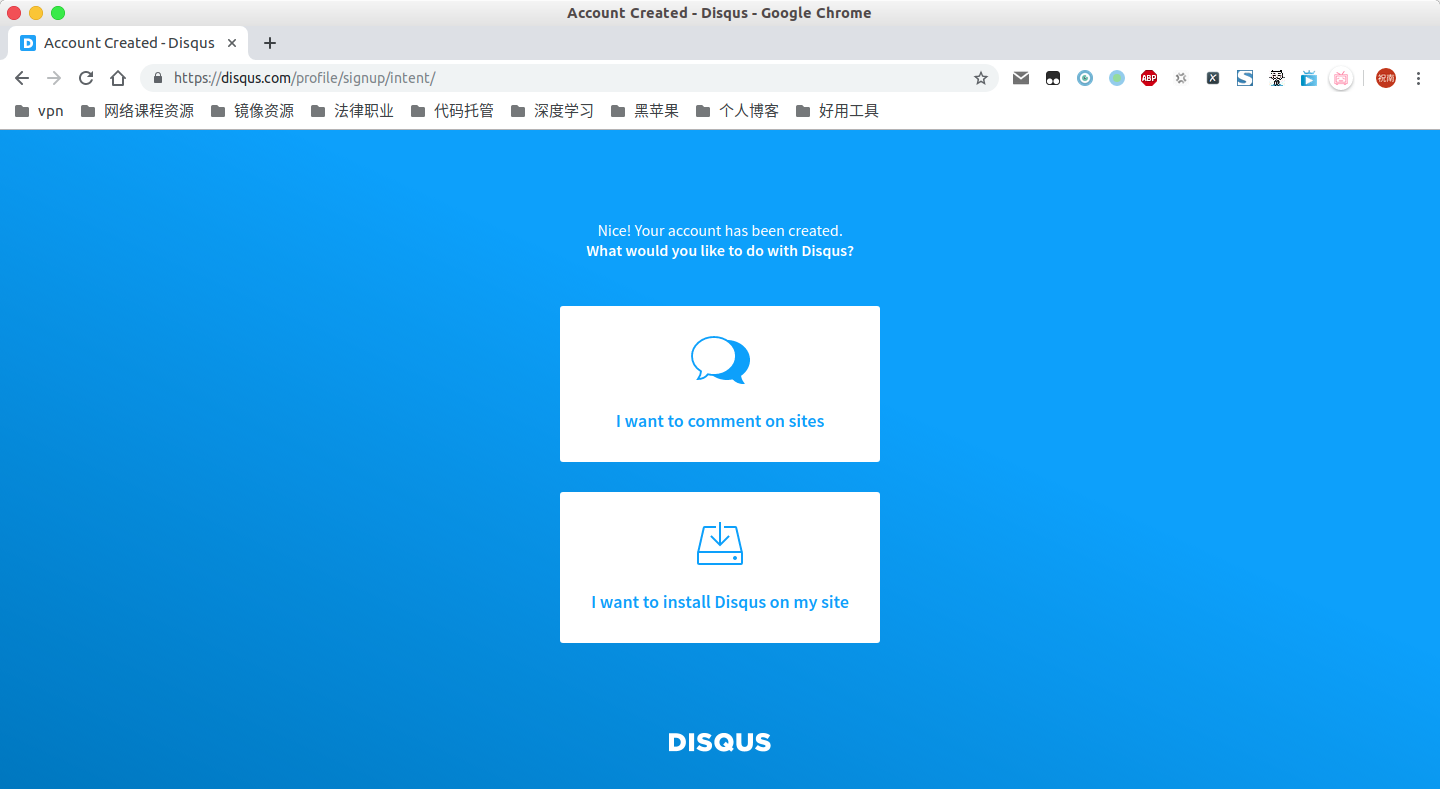 Account Created - Disqus - Google Chrome
Account Created - Disqus
https://disqus.com/profile/signup/intent/
ABP
祝南
vpn 网络课程资源 镜像资源 法律职业 代码托管 深度学习 黑苹果 个人博客 好用工具
Nice! Your account has been created.
What would you like to do with Disqus?
I want to comment on sites
I want to install Disqus on my site
DISQUS